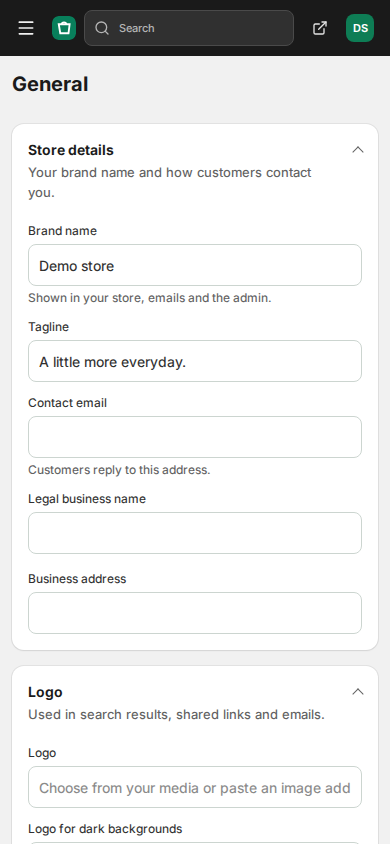 Search
DS
General
Store details
Your brand name and how customers contact
you.
Brand name
Demo store
Shown in your store, emails and the admin.
Tagline
A little more everyday.
Contact email
Customers reply to this address.
Legal business name
Business address
Logo
Used in search results, shared links and emails.
Logo
Choose from your media or paste an image add
Logo for dark backgrounds